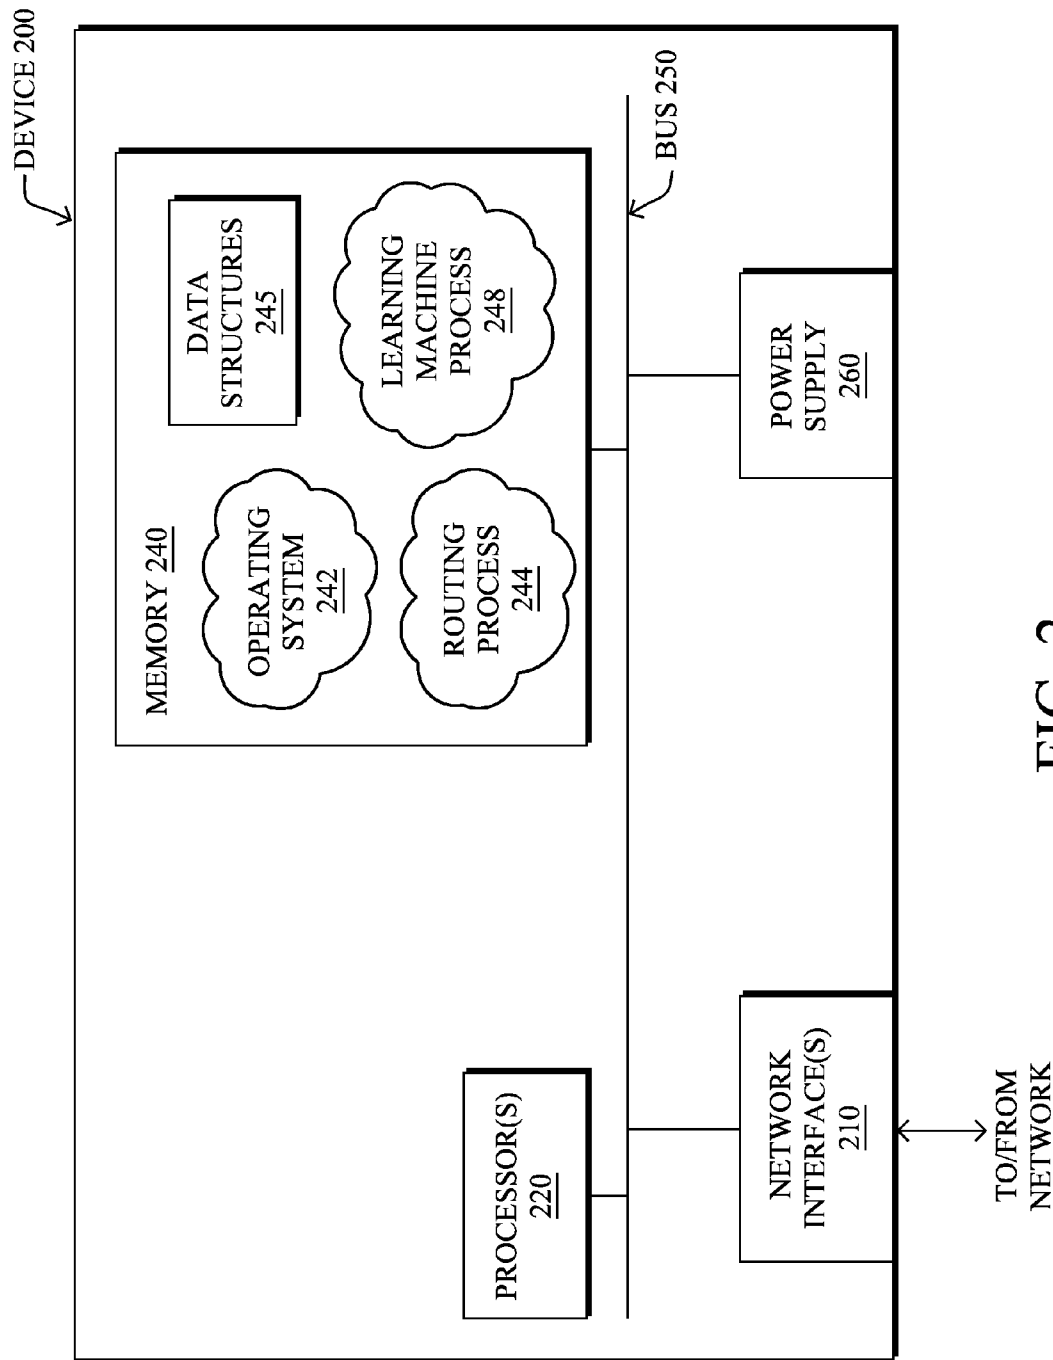 DEVICE 200
MEMORY 240
DATA
STRUCTURES
245
OPERATING
SYSTEM
242
LEARNING
MACHINE
PROCESS
248
ROUTING
PROCESS
244
PROCESSOR(S)
220
BUS 250
NETWORK
INTERFACE(S)
210
POWER
SUPPLY
260
TO/FROM
NETWORK
FIG